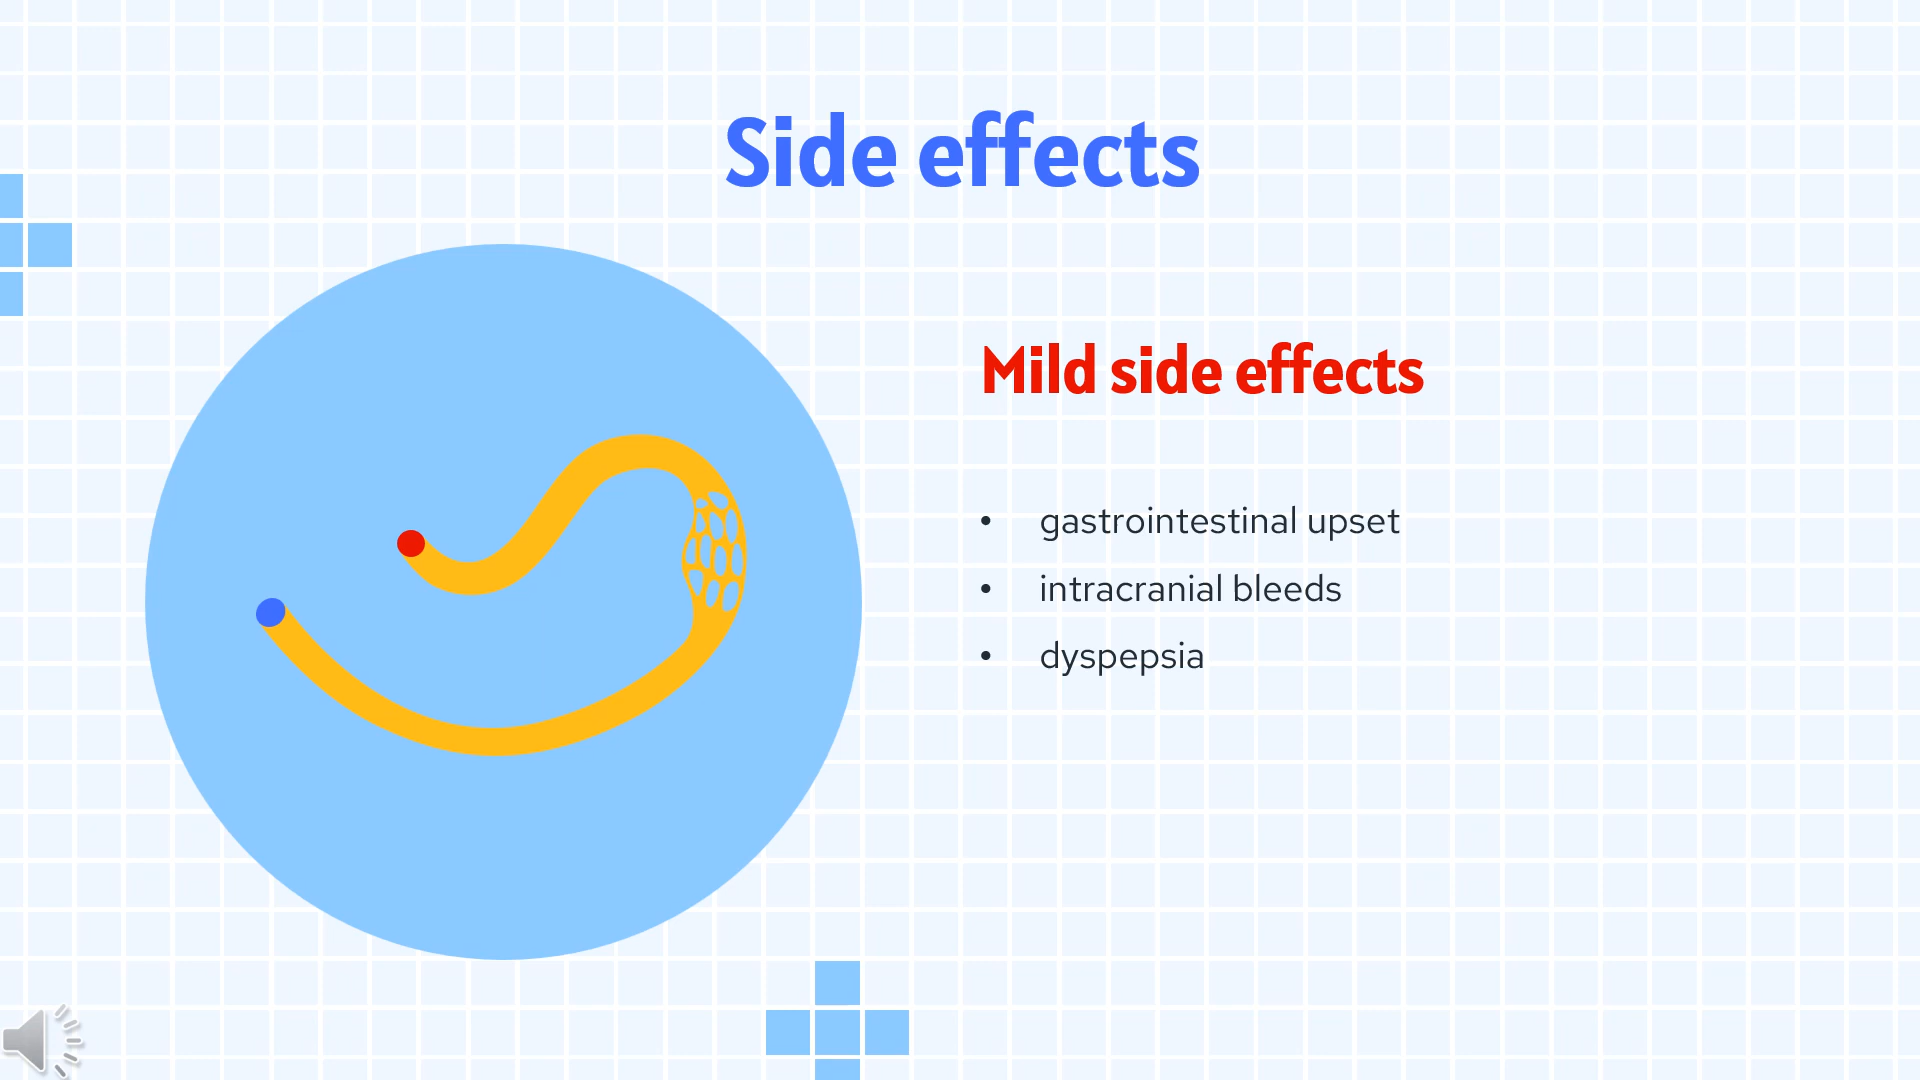 Side effects
Mild side effects
• gastrointestinal upset
• intracranial bleeds
• dyspepsia